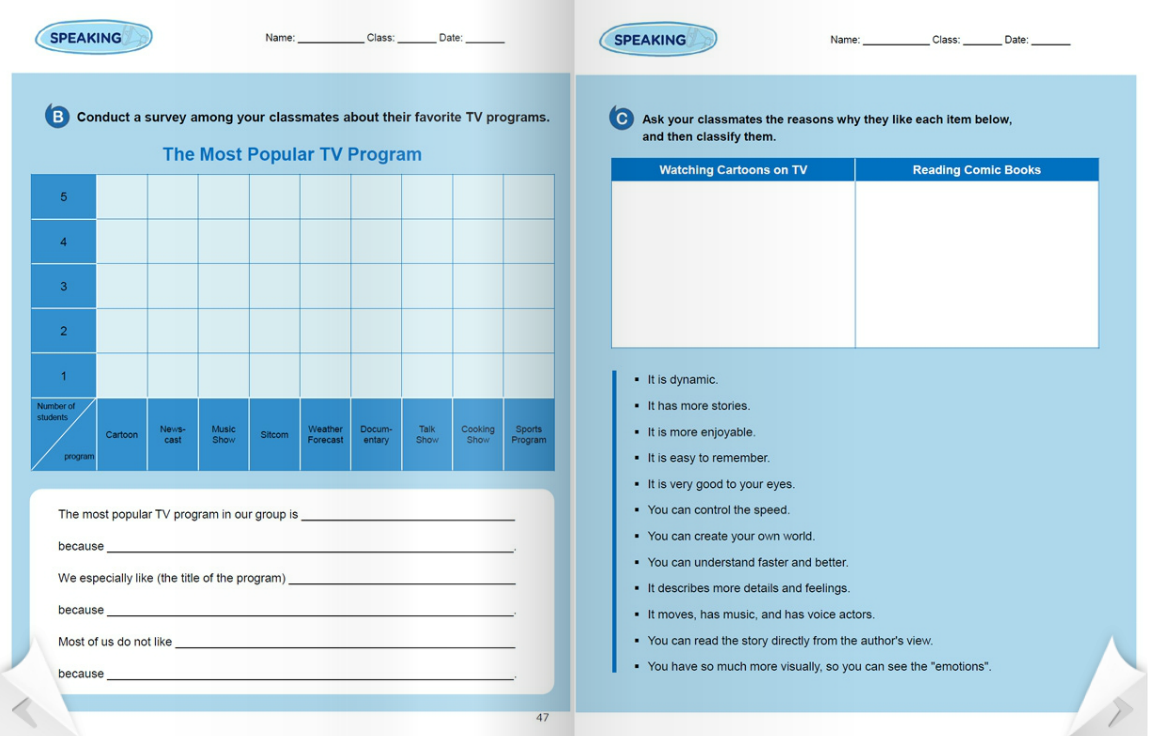 SPEAKING
Name: __________ Class: ______ Date: ______
B Conduct a survey among your classmates about their favorite TV programs.
The Most Popular TV Program
5
4
3
2
1
Number of
students
program
Cartoon
News-
cast
Music
Show
Sitcom
Weather
Forecast
Docum-
entary
Talk
Show
Cooking
Show
Sports
Program
The most popular TV program in our group is ______________________________
because ______________________________.
We especially like (the title of the program) ______________________________
because ______________________________.
Most of us do not like ______________________________
because ______________________________.
47
SPEAKING
Name: __________ Class: ______ Date: ______
C Ask your classmates the reasons why they like each item below,
and then classify them.
Watching Cartoons on TV
Reading Comic Books
▪ It is dynamic.
▪ It has more stories.
▪ It is more enjoyable.
▪ It is easy to remember.
▪ It is very good to your eyes.
▪ You can control the speed.
▪ You can create your own world.
▪ You can understand faster and better.
▪ It describes more details and feelings.
▪ It moves, has music, and has voice actors.
▪ You can read the story directly from the author's view.
▪ You have so much more visually, so you can see the "emotions".